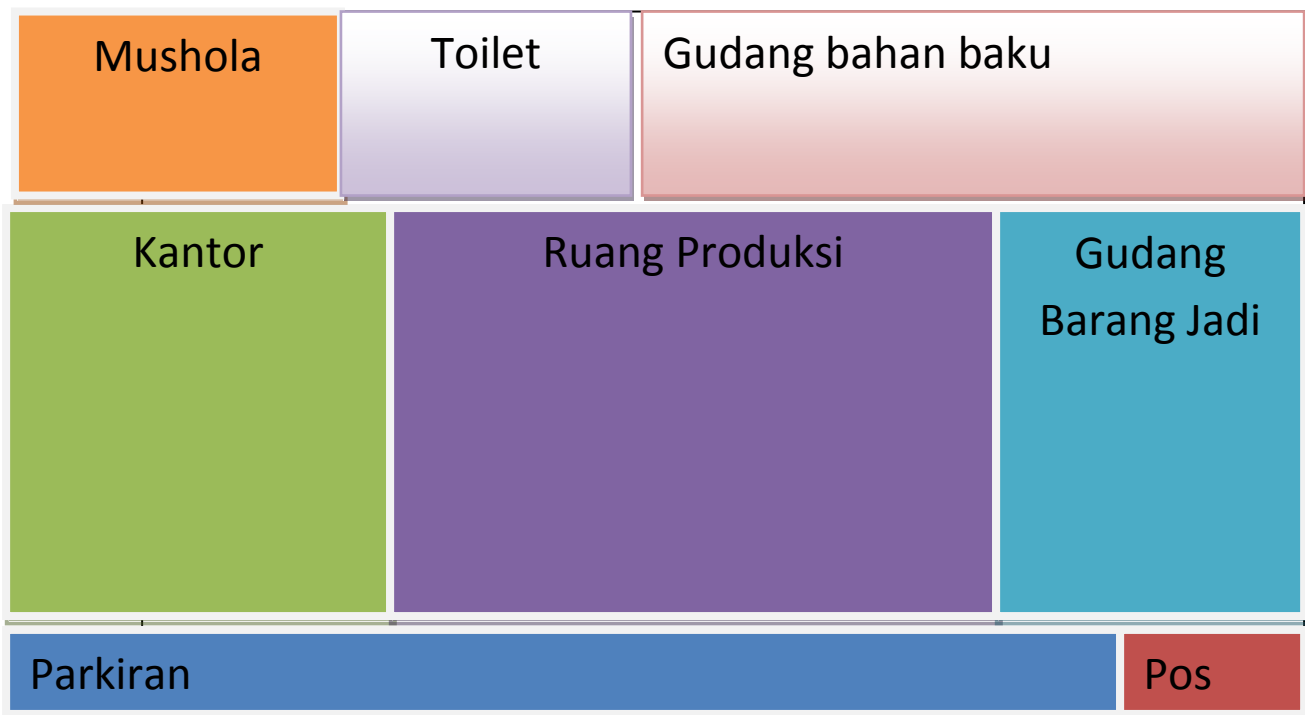 Mushola
Toilet
Gudang bahan baku
Kantor
Ruang Produksi
Gudang
Barang Jadi
Parkiran
Pos